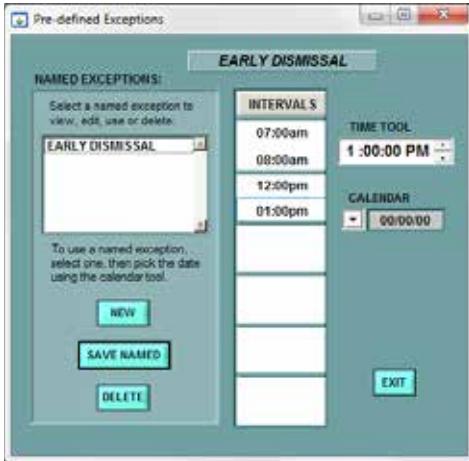 Pre-defined Exceptions
EARLY DISMISSAL
NAMED EXCEPTIONS:
Select a named exception to
view, edit, use or delete:
EARLY DISMISSAL
To use a named exception,
select one, then pick the date
using the calendar tool.
NEW
SAVE NAMED
DELETE
INTERVALS
07:00am
08:00am
12:00pm
01:00pm
TIME TOOL
1 :00:00 PM
CALENDAR
00/00/00
EXIT